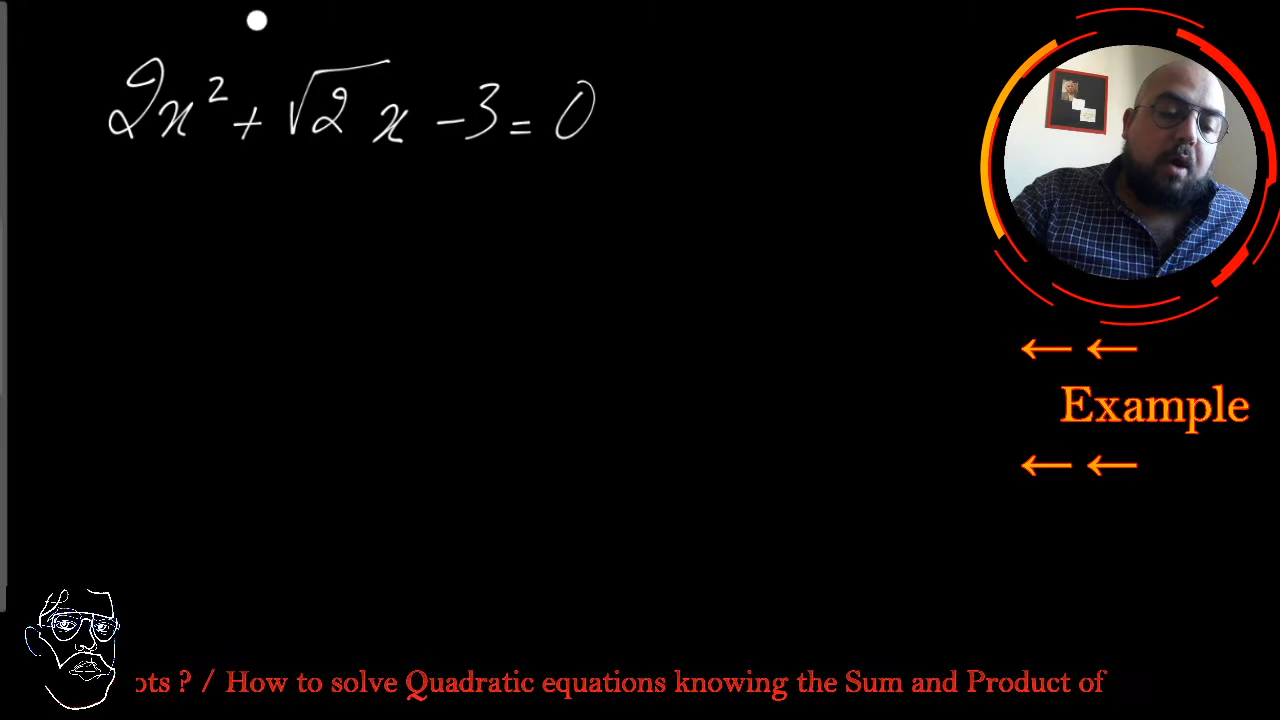 2x² + √2 x - 3 = 0
← ←
Example
← ←
ots ? / How to solve Quadratic equations knowing the Sum and Product of